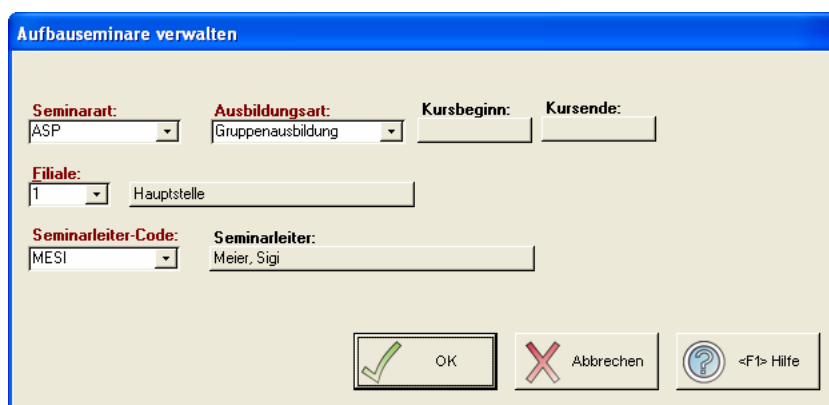 Aufbauseminare verwalten
Seminarart: Ausbildungsart: Kursbeginn: Kursende:
ASP Gruppenausbildung
Filiale:
1 Hauptstelle
Seminarleiter-Code: Seminarleiter:
MESI Meier, Sigi
OK Abbrechen <F1> Hilfe